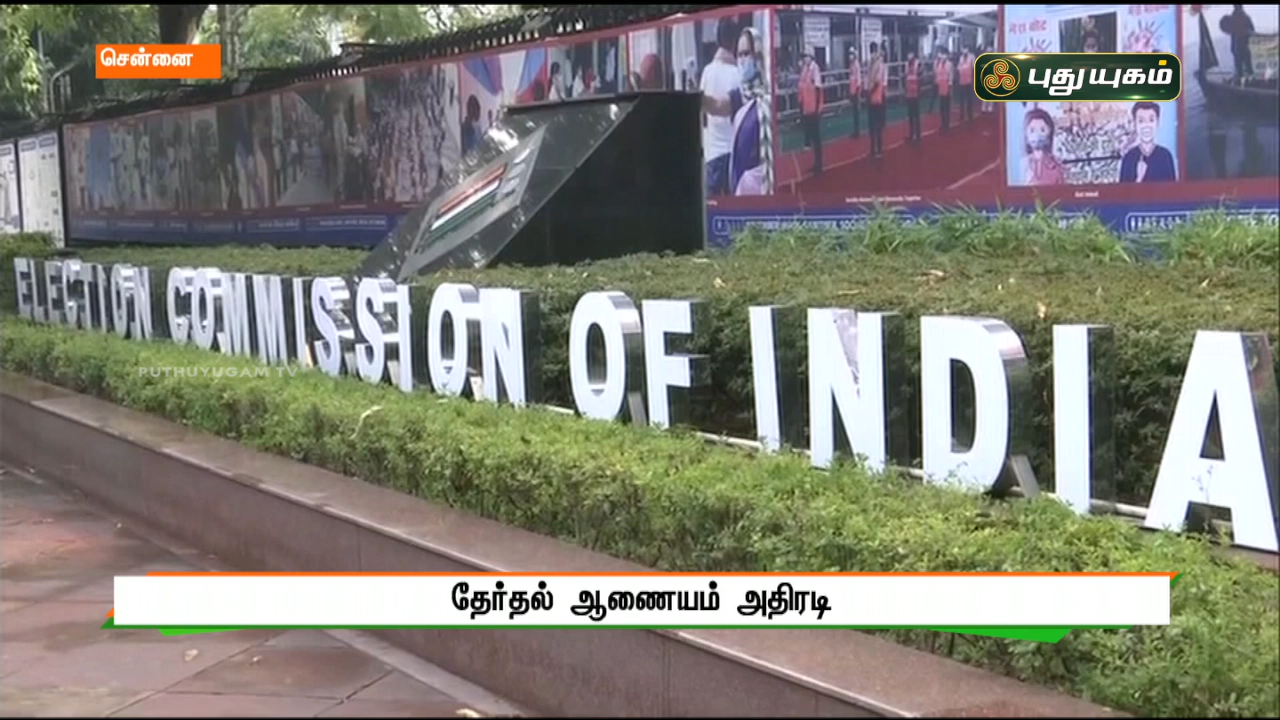 சென்னை
புதுயுகம்
ELECTION COMMISSION OF INDIA
PUTHUYUGAM TV
தேர்தல் ஆணையம் அதிரடி